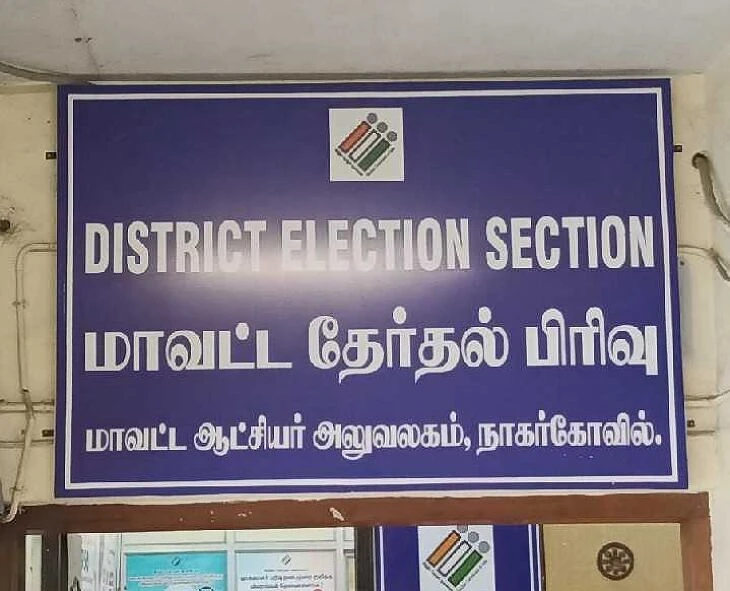 DISTRICT ELECTION SECTION
மாவட்ட தேர்தல் பிரிவு
மாவட்ட ஆட்சியர் அலுவலகம், நாகர்கோவில்.